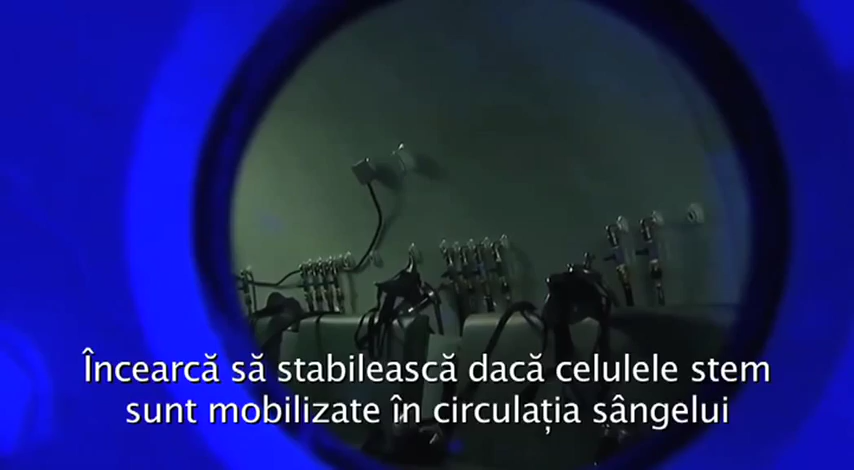 Încearcă să stabilească dacă celulele stem
sunt mobilizate în circulația sângelui